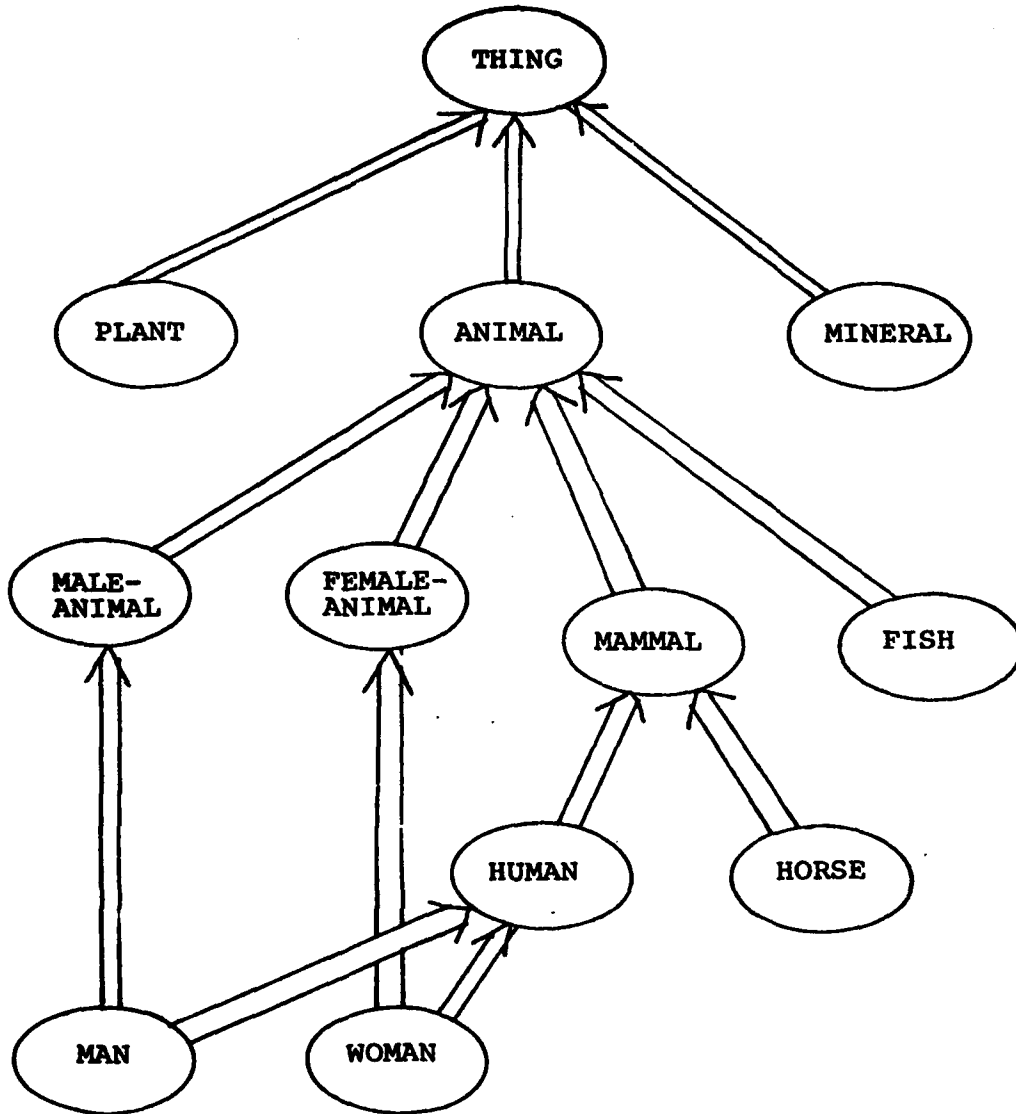 THING
PLANT
ANIMAL
MINERAL
MALE-
ANIMAL
FEMALE-
ANIMAL
MAMMAL
FISH
HUMAN
HORSE
MAN
WOMAN